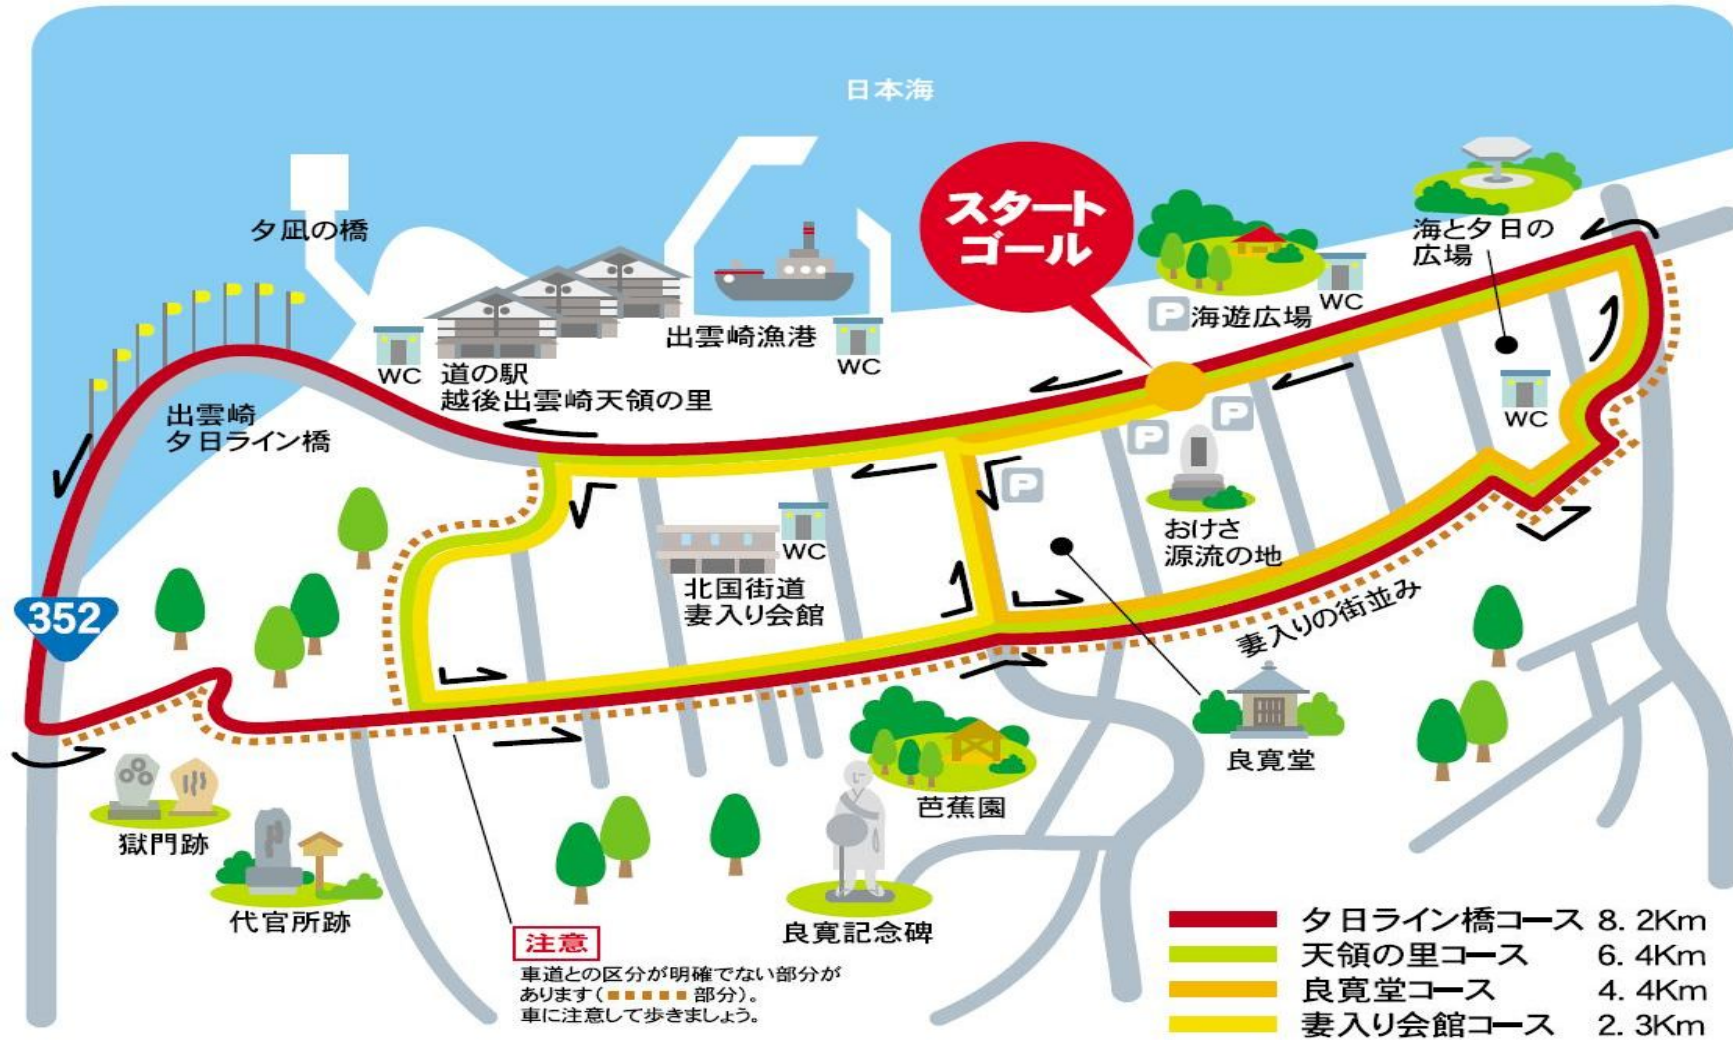 日本海
スタート
ゴール
夕凪の橋
海と夕日の
広場
WC
P 海遊広場
出雲崎漁港
WC
WC
道の駅
越後出雲崎天領の里
出雲崎
夕日ライン橋
WC
P
P
P
おけさ
源流の地
WC
北国街道
妻入り会館
352
妻入りの街並み
良寛堂
芭蕉園
獄門跡
代官所跡
良寛記念碑
注意
車道との区分が明確でない部分が
あります(■■■■■部分)。
車に注意して歩きましょう。
夕日ライン橋コース 8.2Km
天領の里コース 6.4Km
良寛堂コース 4.4Km
妻入り会館コース 2.3Km